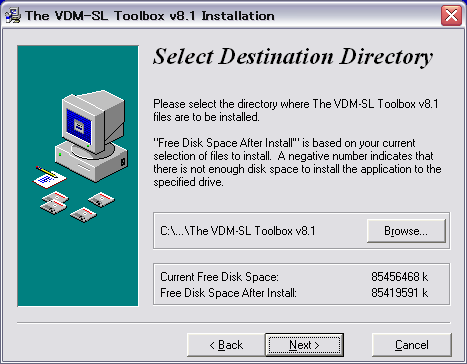 The VDM-SL Toolbox v8.1 Installation
Select Destination Directory
Please select the directory where The VDM-SL Toolbox v8.1
files are to be installed.
"Free Disk Space After Install'" is based on your current
selection of files to install.  A negative number indicates that
there is not enough disk space to install the application to the
specified drive.
C:\...\The VDM-SL Toolbox v8.1
Browse...
Current Free Disk Space: 85456468 k
Free Disk Space After Install: 85419591 k
< Back
Next >
Cancel